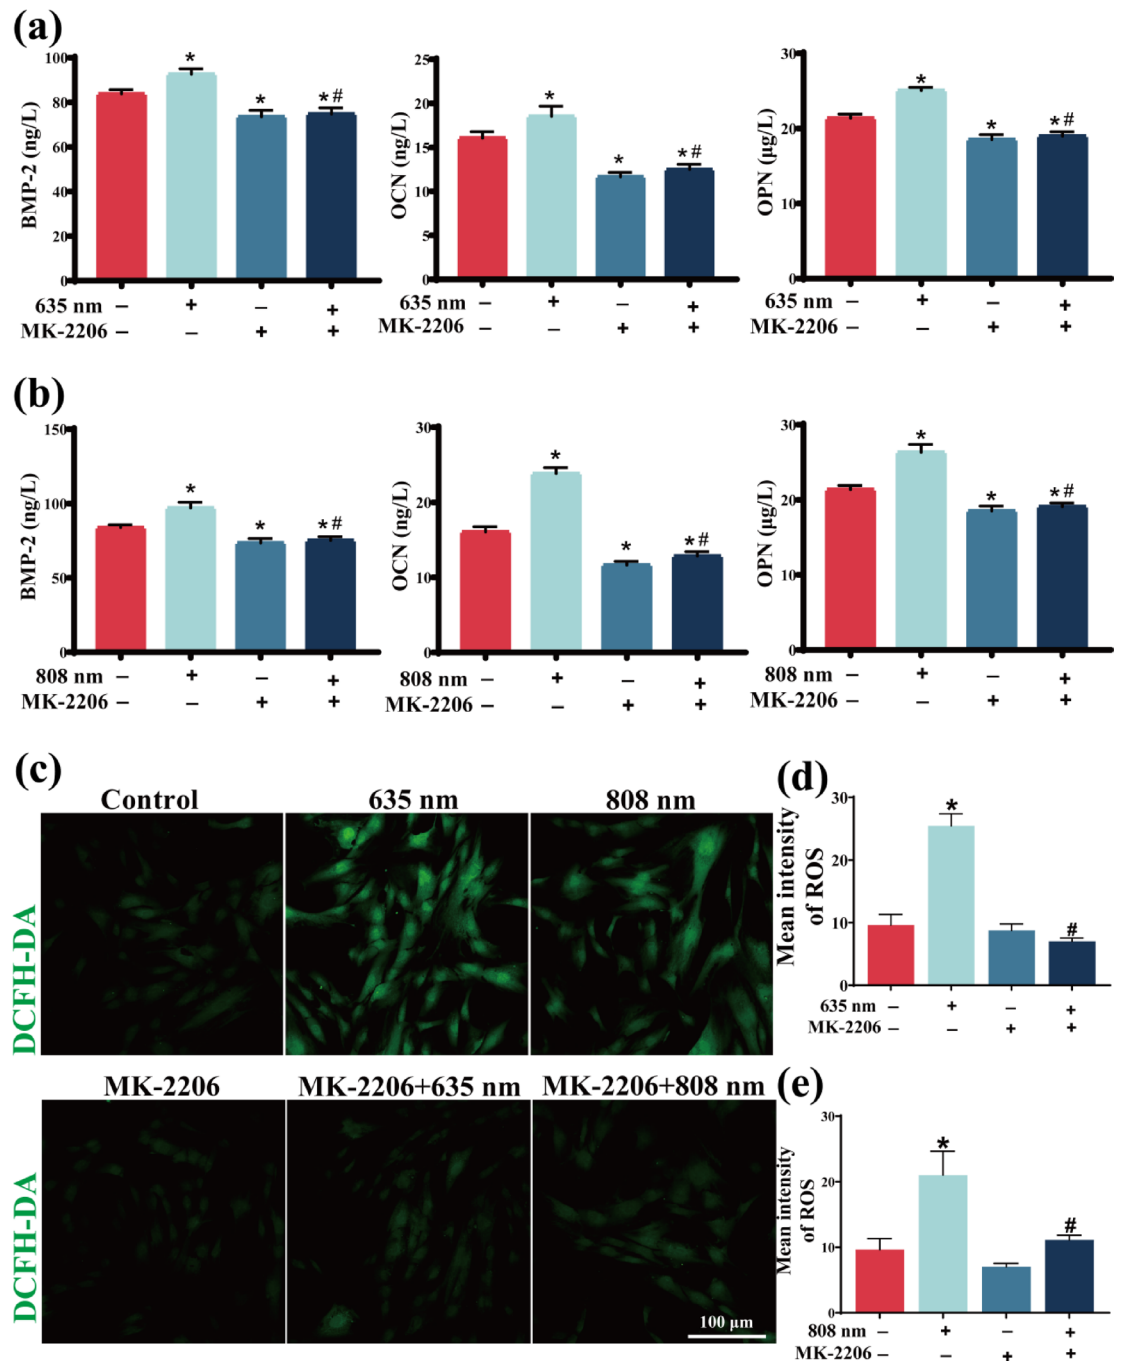 (a)
BMP-2 (ng/L)
100
80
60
40
20
0
*
*
* #
635 nm – + – +
MK-2206 – – + +
OCN (ng/L)
25
20
15
10
5
0
*
*
* #
635 nm – + – +
MK-2206 – – + +
OPN (μg/L)
30
20
10
0
*
*
* #
635 nm – + – +
MK-2206 – – + +
(b)
BMP-2 (ng/L)
150
100
50
0
*
*
* #
808 nm – + – +
MK-2206 – – + +
OCN (ng/L)
30
20
10
0
*
*
* #
808 nm – + – +
MK-2206 – – + +
OPN (μg/L)
30
20
10
0
*
*
* #
808 nm – + – +
MK-2206 – – + +
(c)
Control 635 nm 808 nm
DCFH-DA
MK-2206 MK-2206+635 nm MK-2206+808 nm
DCFH-DA
100 μm
(d)
Mean intensity
of ROS
30
20
10
0
*
#
635 nm – + – +
MK-2206 – – + +
(e)
Mean intensity
of ROS
30
20
10
0
*
#
808 nm – + – +
MK-2206 – – + +